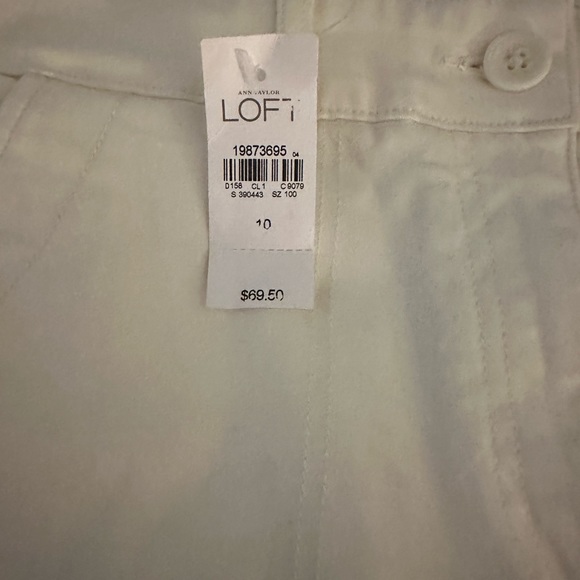 ANN TAYLOR
LOFT
19873695 04
D158 CL1 C9079
S 390443 SZ 100
10
$69.50